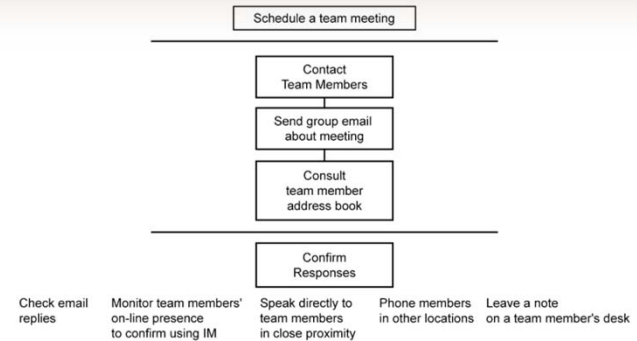 Schedule a team meeting
Contact
Team Members
Send group email
about meeting
Consult
team member
address book
Confirm
Responses
Check email
replies
Monitor team members'
on-line presence
to confirm using IM
Speak directly to
team members
in close proximity
Phone members
in other locations
Leave a note
on a team member's desk